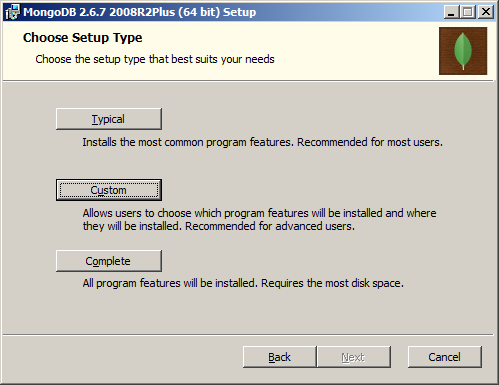 MongoDB 2.6.7 2008R2Plus (64 bit) Setup
Choose Setup Type
Choose the setup type that best suits your needs
Typical
Installs the most common program features. Recommended for most users.
Custom
Allows users to choose which program features will be installed and where
they will be installed. Recommended for advanced users.
Complete
All program features will be installed. Requires the most disk space.
Back
Next
Cancel